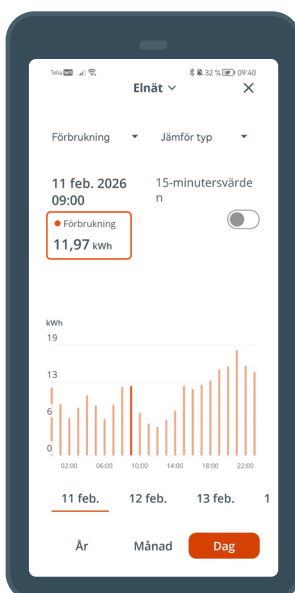 Telia 32 % 09:40
Elnät
Förbrukning Jämför typ
11 feb. 2026
09:00
15-minutersvärde
n
Förbrukning
11,97 kWh
kWh
19
13
6
0
02:00 06:00 10:00 14:00 18:00 22:00
11 feb. 12 feb. 13 feb. 1
År Månad Dag